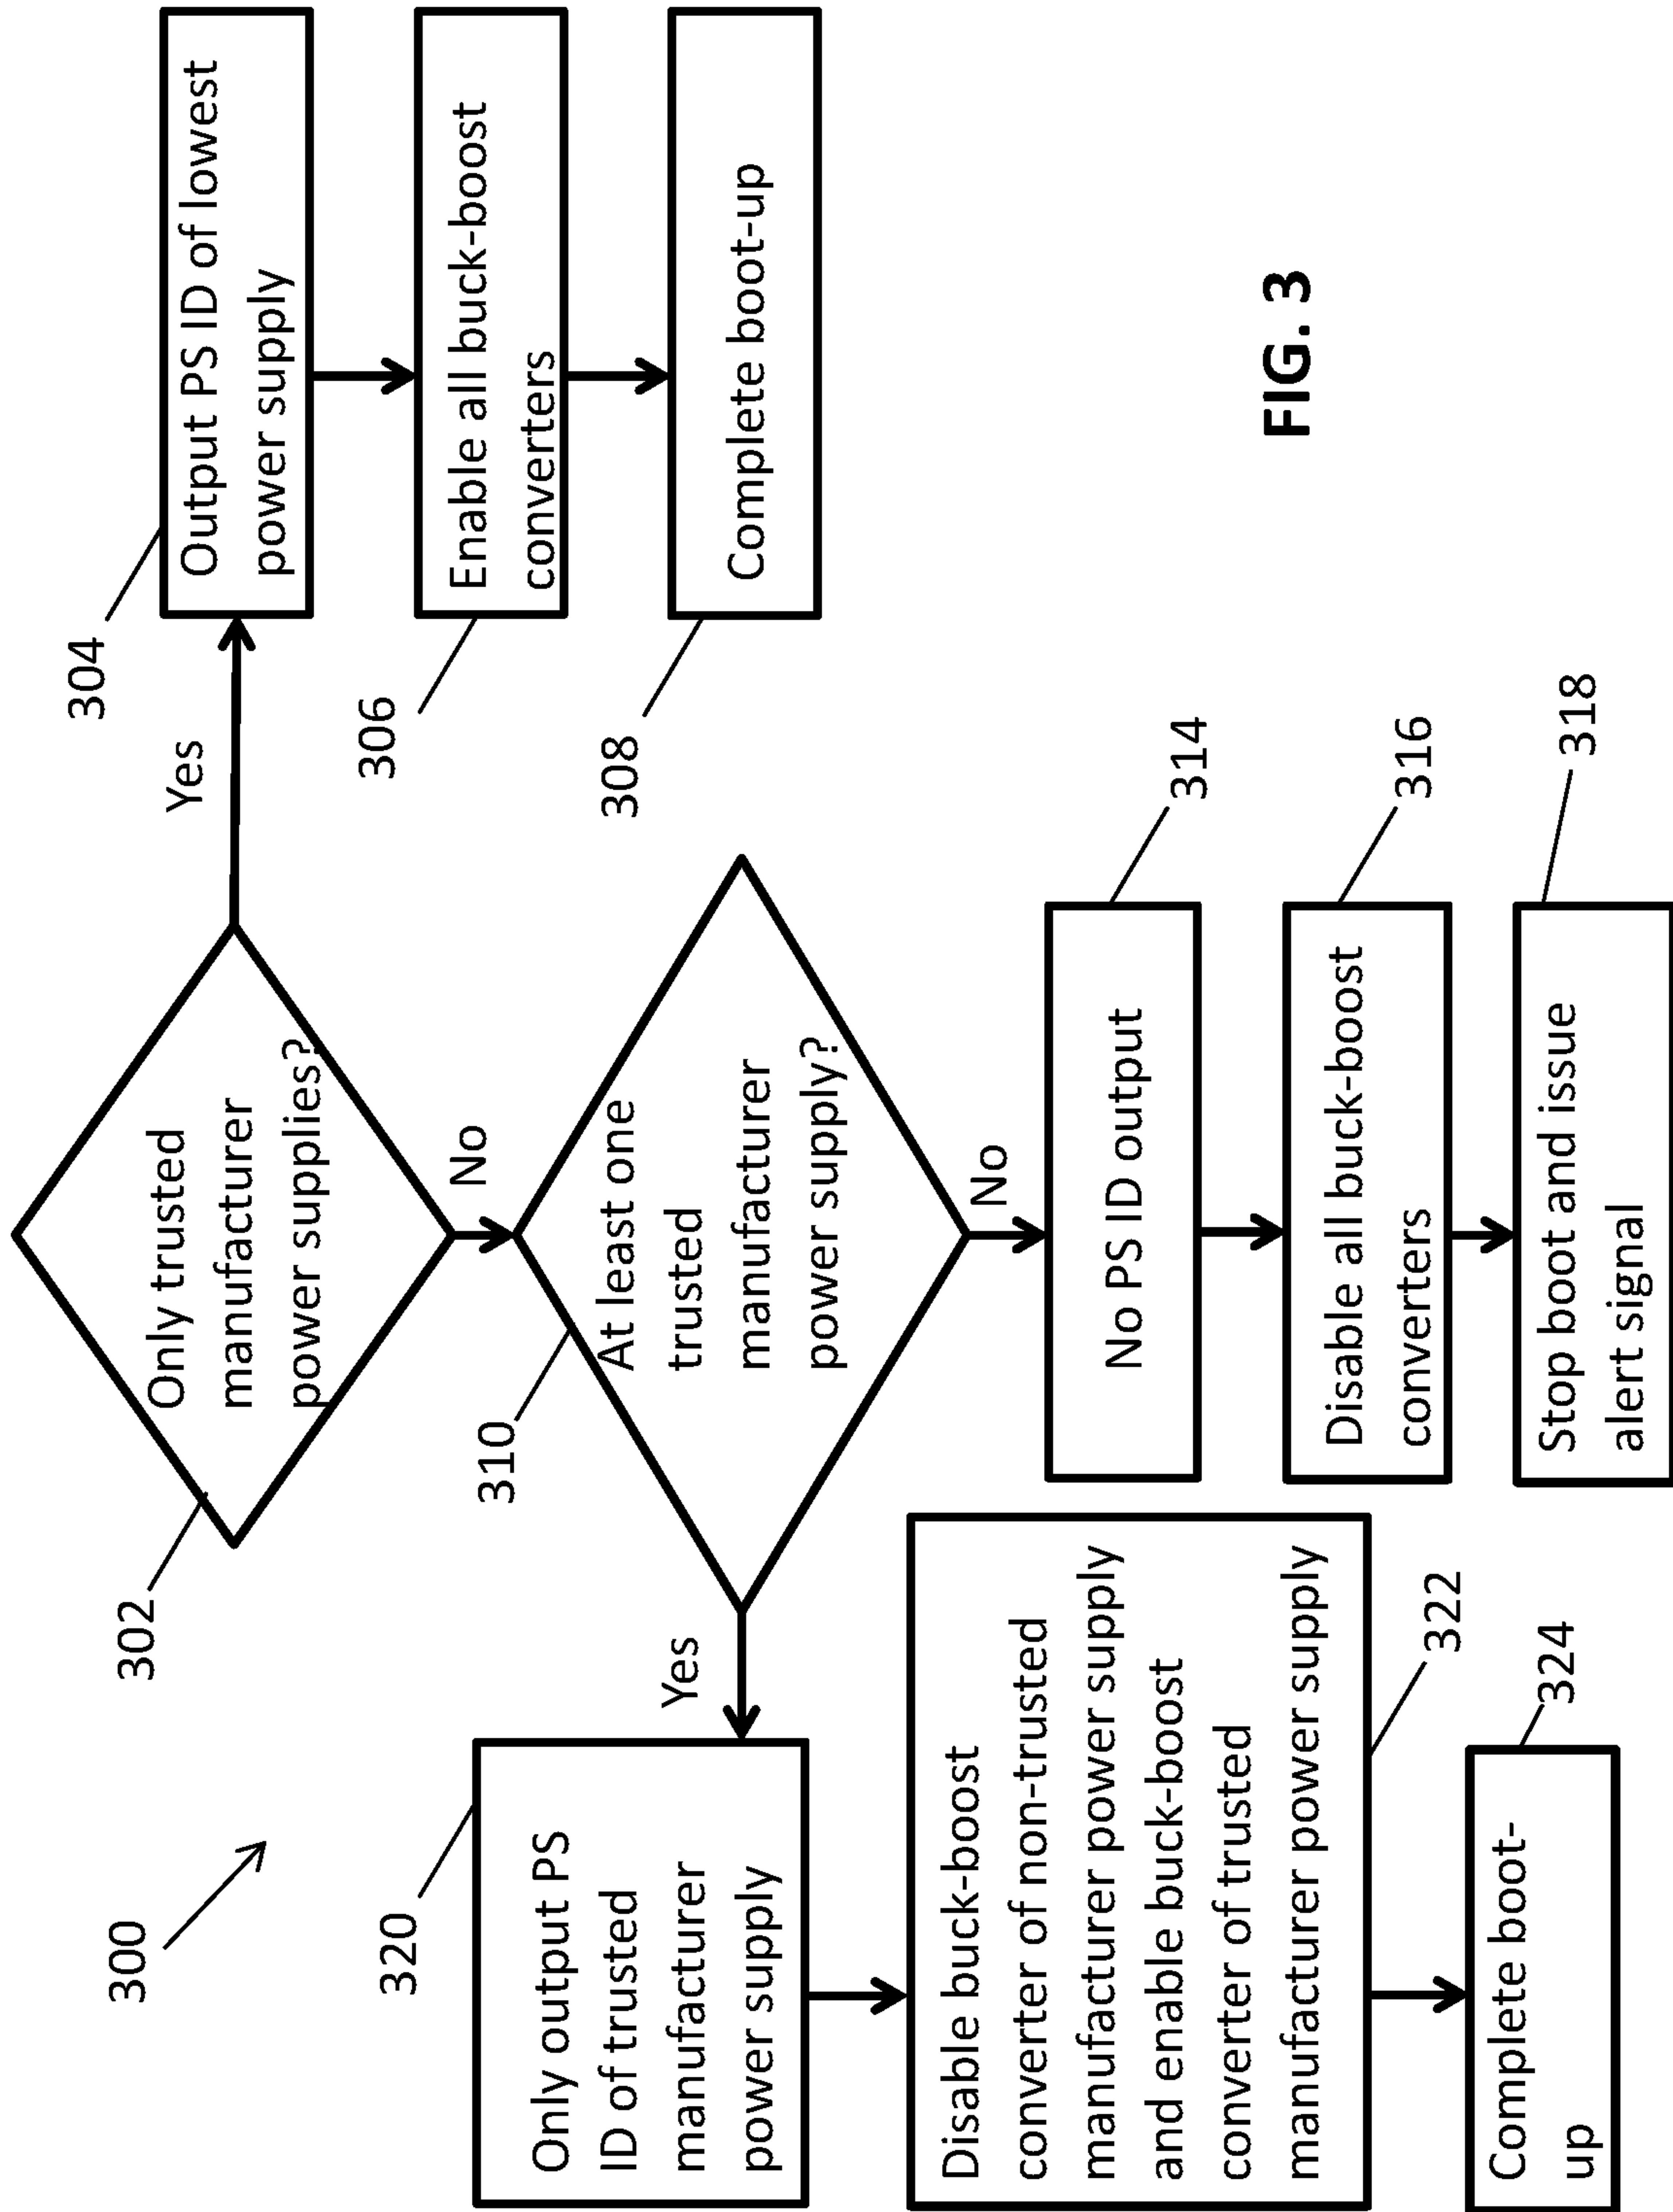 300
302
Only trusted
manufacturer
power supplies?
Yes
304
Output PS ID of lowest
power supply
306
Enable all buck-boost
converters
308
Complete boot-up
No
310
At least one
trusted
manufacturer
power supply?
Yes
320
Only output PS
ID of trusted
manufacturer
power supply
322
Disable buck-boost
converter of non-trusted
manufacturer power supply
and enable buck-boost
converter of trusted
manufacturer power supply
324
Complete boot-
up
No
314
No PS ID output
316
Disable all buck-boost
converters
318
Stop boot and issue
alert signal
FIG. 3